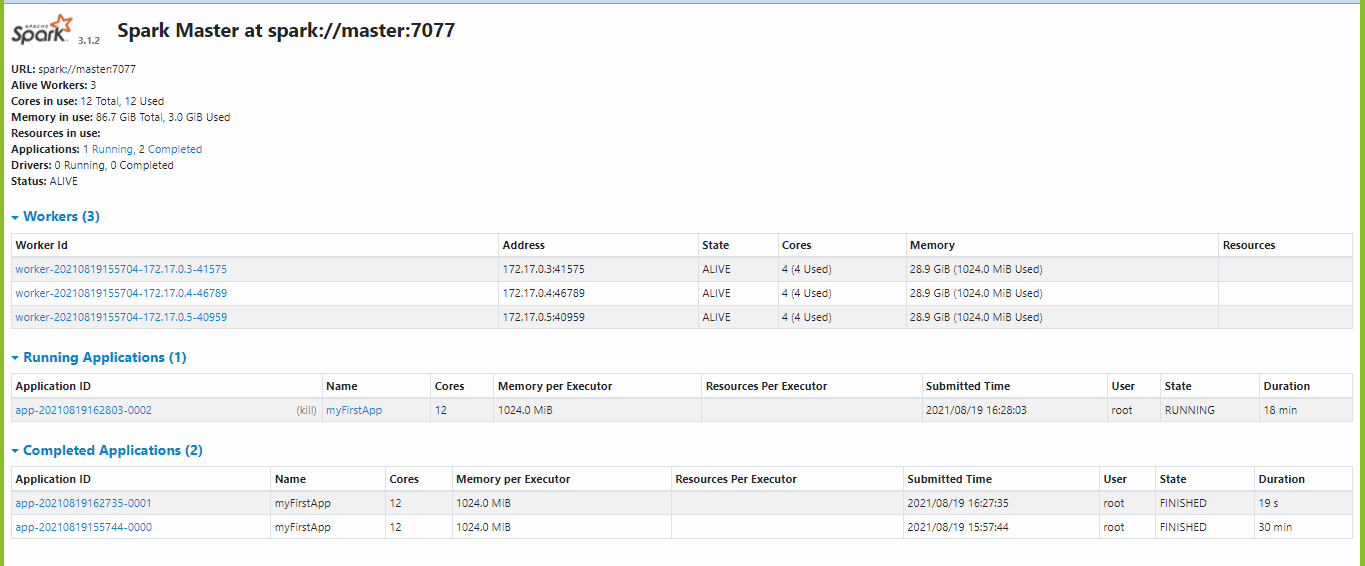 APACHE
Spark 3.1.2 Spark Master at spark://master:7077
URL: spark://master:7077
Alive Workers: 3
Cores in use: 12 Total, 12 Used
Memory in use: 86.7 GiB Total, 3.0 GiB Used
Resources in use:
Applications: 1 Running, 2 Completed
Drivers: 0 Running, 0 Completed
Status: ALIVE
Workers (3)
Worker Id Address State Cores Memory Resources
worker-20210819155704-172.17.0.3-41575 172.17.0.3:41575 ALIVE 4 (4 Used) 28.9 GiB (1024.0 MiB Used)
worker-20210819155704-172.17.0.4-46789 172.17.0.4:46789 ALIVE 4 (4 Used) 28.9 GiB (1024.0 MiB Used)
worker-20210819155704-172.17.0.5-40959 172.17.0.5:40959 ALIVE 4 (4 Used) 28.9 GiB (1024.0 MiB Used)
Running Applications (1)
Application ID Name Cores Memory per Executor Resources Per Executor Submitted Time User State Duration
app-20210819162803-0002 (kill) myFirstApp 12 1024.0 MiB 2021/08/19 16:28:03 root RUNNING 18 min
Completed Applications (2)
Application ID Name Cores Memory per Executor Resources Per Executor Submitted Time User State Duration
app-20210819162735-0001 myFirstApp 12 1024.0 MiB 2021/08/19 16:27:35 root FINISHED 19 s
app-20210819155744-0000 myFirstApp 12 1024.0 MiB 2021/08/19 15:57:44 root FINISHED 30 min